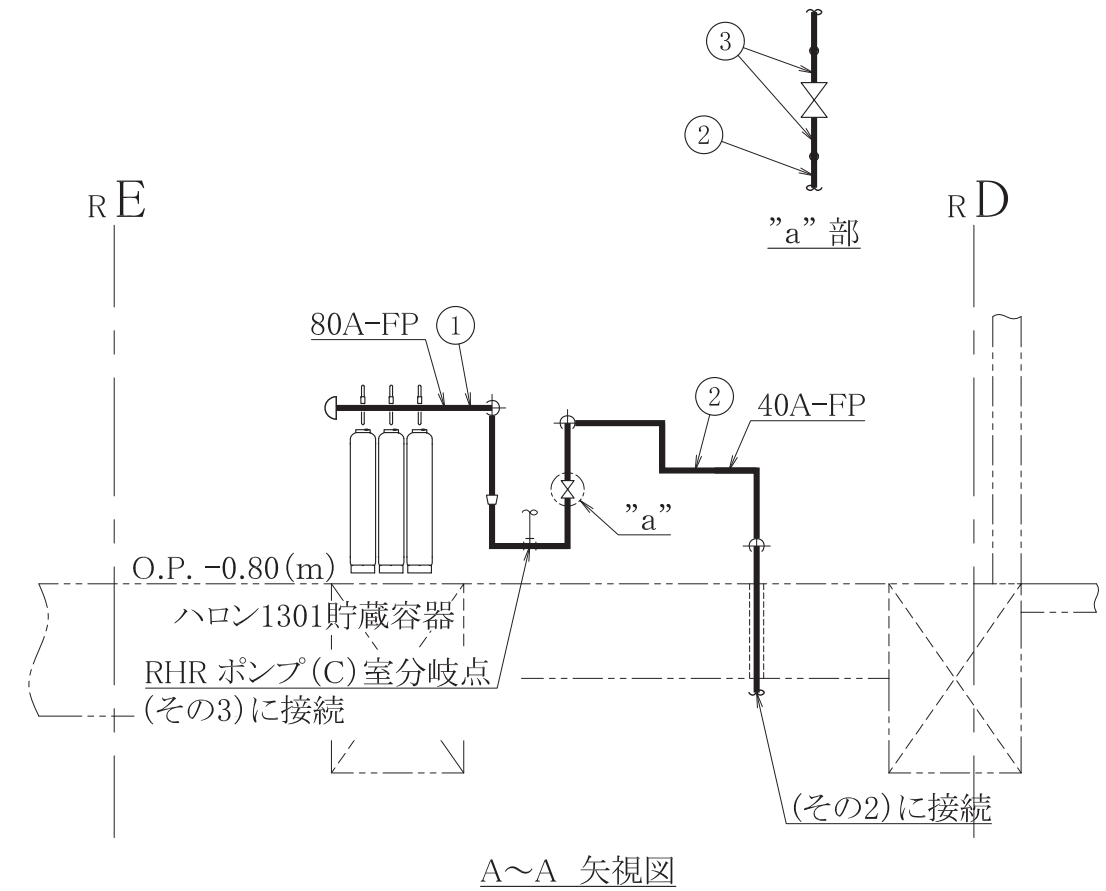 ③
②
”a” 部
R E
R D
80A-FP
①
②
40A-FP
”a”
O.P. -0.80(m)
ハロン1301貯蔵容器
RHR ポンプ(C)室分岐点
(その3)に接続
(その2)に接続
A～A 矢視図